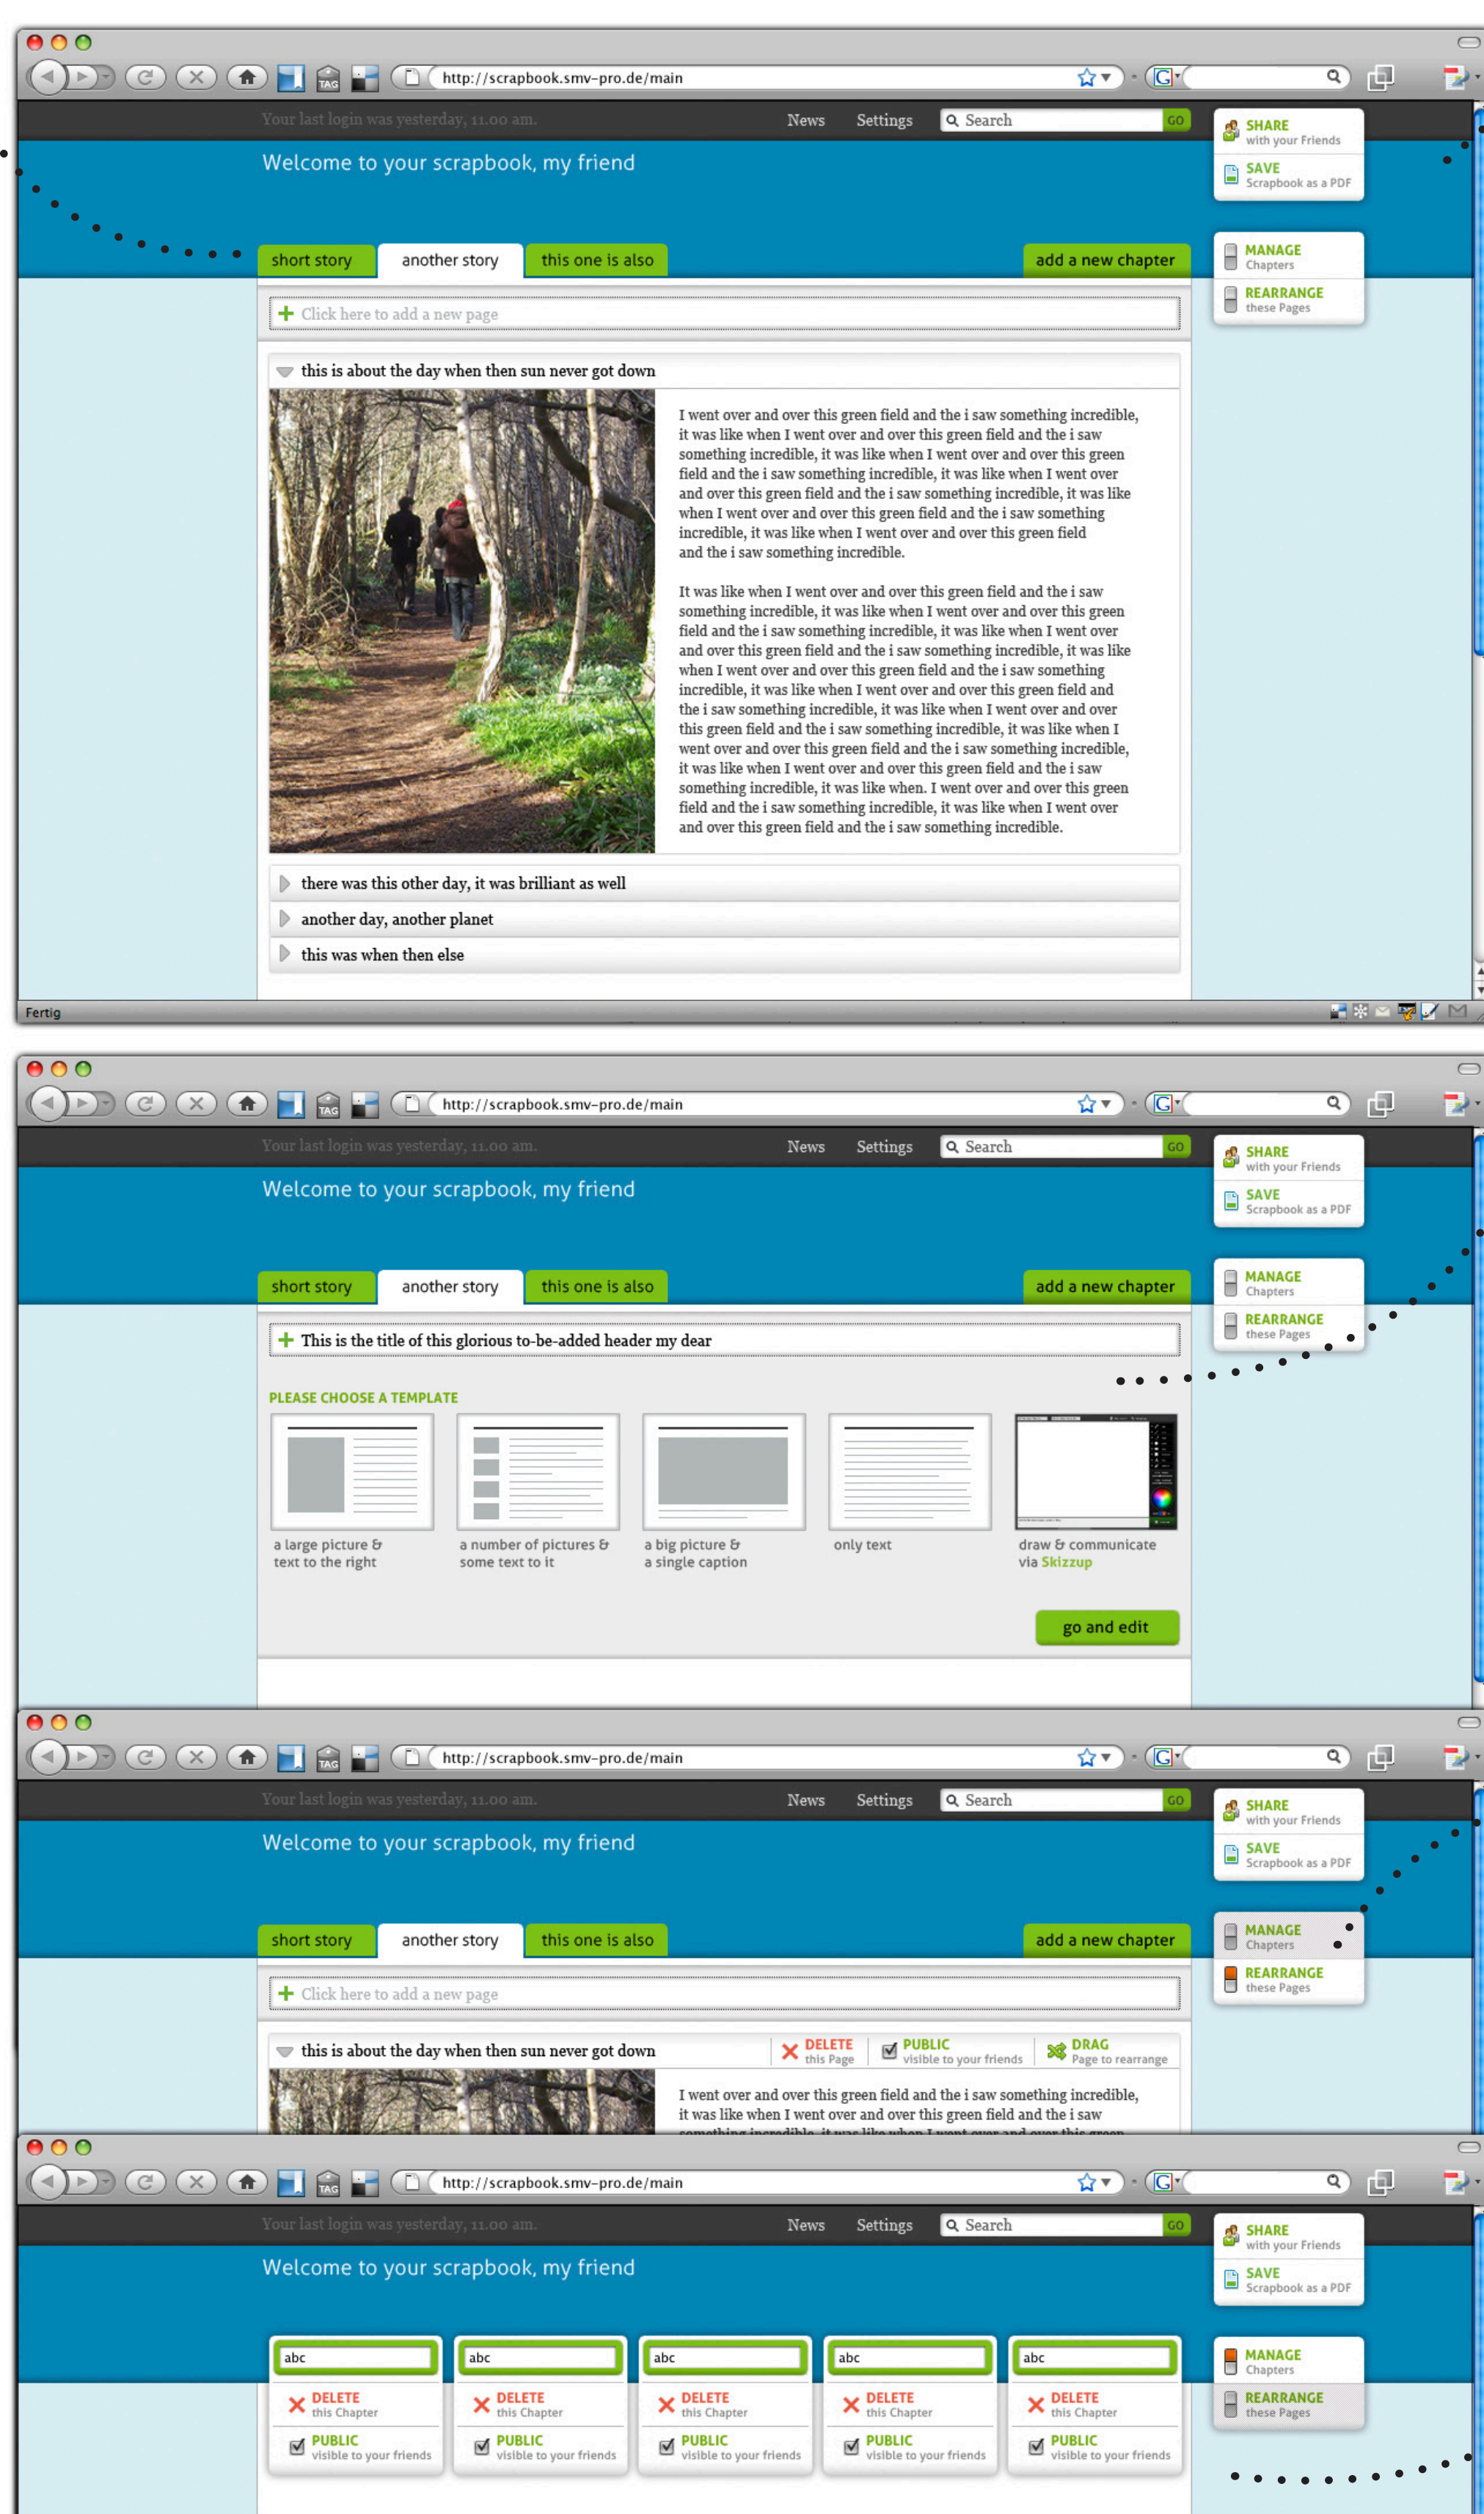 http://scrapbook.smv-pro.de/main
Your last login was yesterday, 11.00 am.
News Settings Search GO
SHARE
with your Friends
SAVE
Scrapbook as a PDF
Welcome to your scrapbook, my friend
MANAGE
Chapters
REARRANGE
these Pages
short story another story this one is also add a new chapter
Click here to add a new page
this is about the day when then sun never got down
I went over and over this green field and the i saw something incredible,
it was like when I went over and over this green field and the i saw
something incredible, it was like when I went over and over this green
field and the i saw something incredible, it was like when I went over
and over this green field and the i saw something incredible, it was like
when I went over and over this green field and the i saw something
incredible, it was like when I went over and over this green field
and the i saw something incredible.
It was like when I went over and over this green field and the i saw
something incredible, it was like when I went over and over this green
field and the i saw something incredible, it was like when I went over
and over this green field and the i saw something incredible, it was like
when I went over and over this green field and the i saw something
incredible, it was like when I went over and over this green field and
the i saw something incredible, it was like when I went over and over
this green field and the i saw something incredible, it was like when I
went over and over this green field and the i saw something incredible,
it was like when I went over and over this green field and the i saw
something incredible, it was like when. I went over and over this green
field and the i saw something incredible, it was like when I went over
and over this green field and the i saw something incredible.
there was this other day, it was brilliant as well
another day, another planet
this was when then else
Fertig
TAG
http://scrapbook.smv-pro.de/main
Your last login was yesterday, 11.00 am.
News Settings Search GO
SHARE
with your Friends
SAVE
Scrapbook as a PDF
Welcome to your scrapbook, my friend
MANAGE
Chapters
REARRANGE
these Pages
short story another story this one is also add a new chapter
This is the title of this glorious to-be-added header my dear
PLEASE CHOOSE A TEMPLATE
a large picture &
text to the right
a number of pictures &
some text to it
a big picture &
a single caption
only text
draw & communicate
via Skizzup
go and edit
TAG
http://scrapbook.smv-pro.de/main
Your last login was yesterday, 11.00 am.
News Settings Search GO
SHARE
with your Friends
SAVE
Scrapbook as a PDF
Welcome to your scrapbook, my friend
MANAGE
Chapters
REARRANGE
these Pages
short story another story this one is also add a new chapter
Click here to add a new page
this is about the day when then sun never got down
DELETE
this Page
PUBLIC
visible to your friends
DRAG
Page to rearrange
I went over and over this green field and the i saw something incredible,
it was like when I went over and over this green field and the i saw
something incredible, it was like when I went over and over this green
TAG
http://scrapbook.smv-pro.de/main
Your last login was yesterday, 11.00 am.
News Settings Search GO
SHARE
with your Friends
SAVE
Scrapbook as a PDF
Welcome to your scrapbook, my friend
MANAGE
Chapters
REARRANGE
these Pages
abc abc abc abc abc
DELETE DELETE DELETE DELETE DELETE
this Chapter this Chapter this Chapter this Chapter this Chapter
PUBLIC PUBLIC PUBLIC PUBLIC PUBLIC
visible to your friends visible to your friends visible to your friends visible to your friends visible to your friends